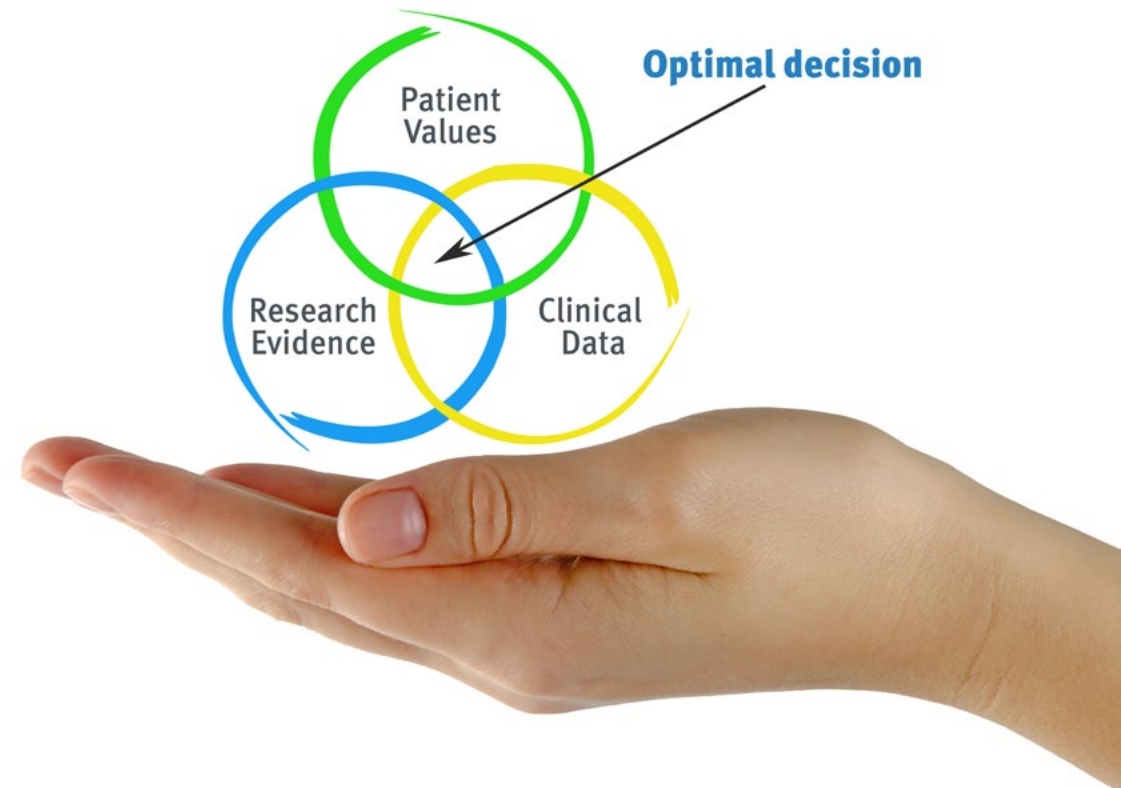 Optimal decision
Patient
Values
Research
Evidence
Clinical
Data